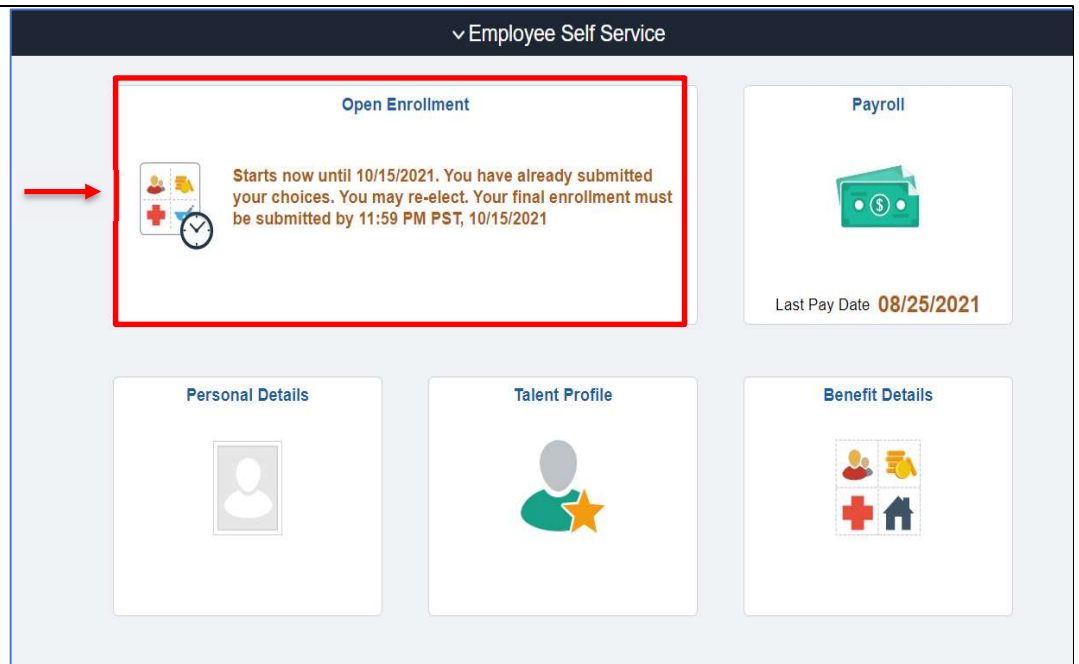 Employee Self Service
Open Enrollment
Starts now until 10/15/2021. You have already submitted
your choices. You may re-elect. Your final enrollment must
be submitted by 11:59 PM PST, 10/15/2021
Payroll
$
Last Pay Date 08/25/2021
Personal Details
Talent Profile
Benefit Details